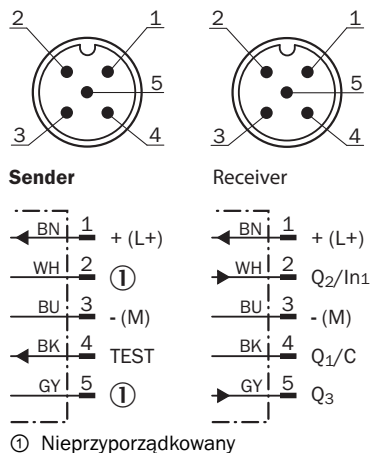 2 1 2 1
5 5
3 4 3 4
Sender Receiver
BN 1 + (L+) BN 1 + (L+)
WH 2 ① WH 2 Q2/In1
BU 3 - (M) BU 3 - (M)
BK 4 TEST BK 4 Q1/C
GY 5 ① GY 5 Q3
① Nieprzyporządkowany